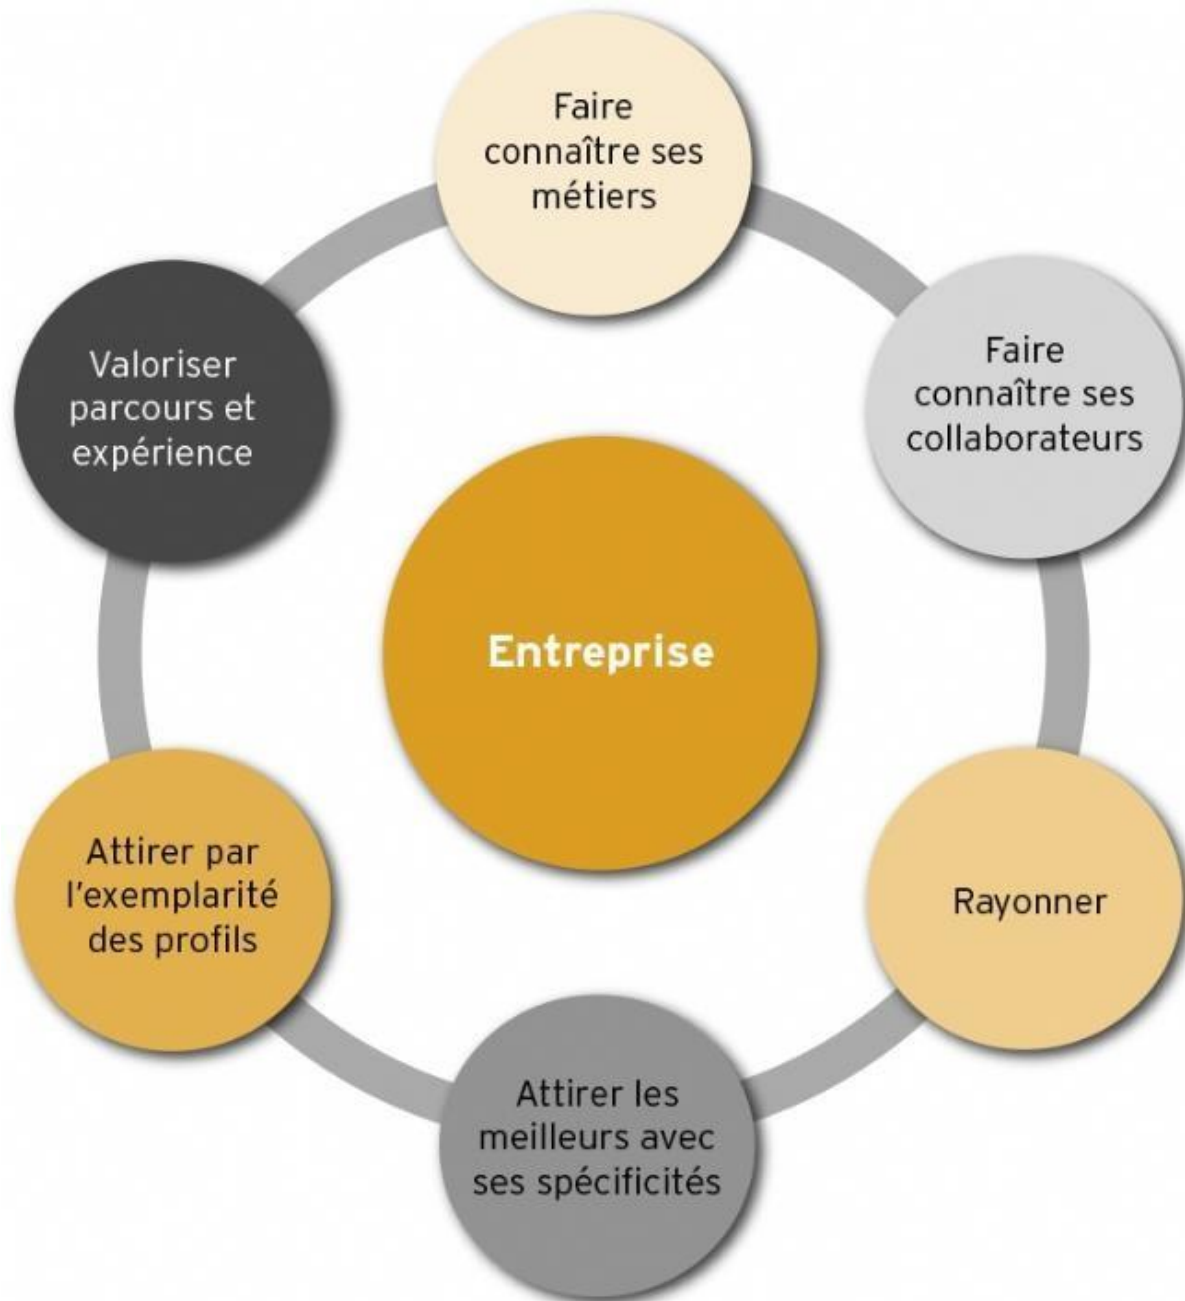 Faire
connaître ses
métiers
Faire
connaître ses
collaborateurs
Rayonner
Attirer les
meilleurs avec
ses spécificités
Attirer par
l'exemplarité
des profils
Valoriser
parcours et
expérience
Entreprise